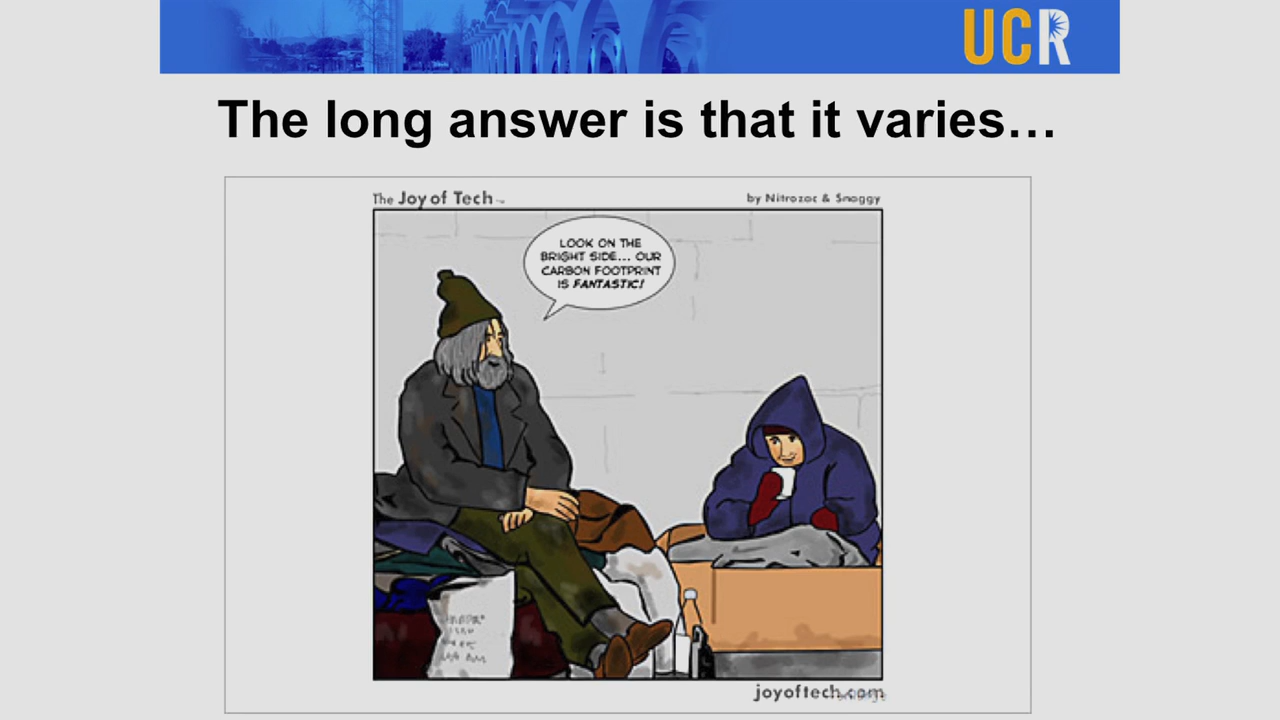 UCR
The long answer is that it varies…
The Joy of Tech™ by Nitrozac & Snaggy
LOOK ON THE
BRIGHT SIDE... OUR
CARBON FOOTPRINT
IS FANTASTIC!
joyoftech.com